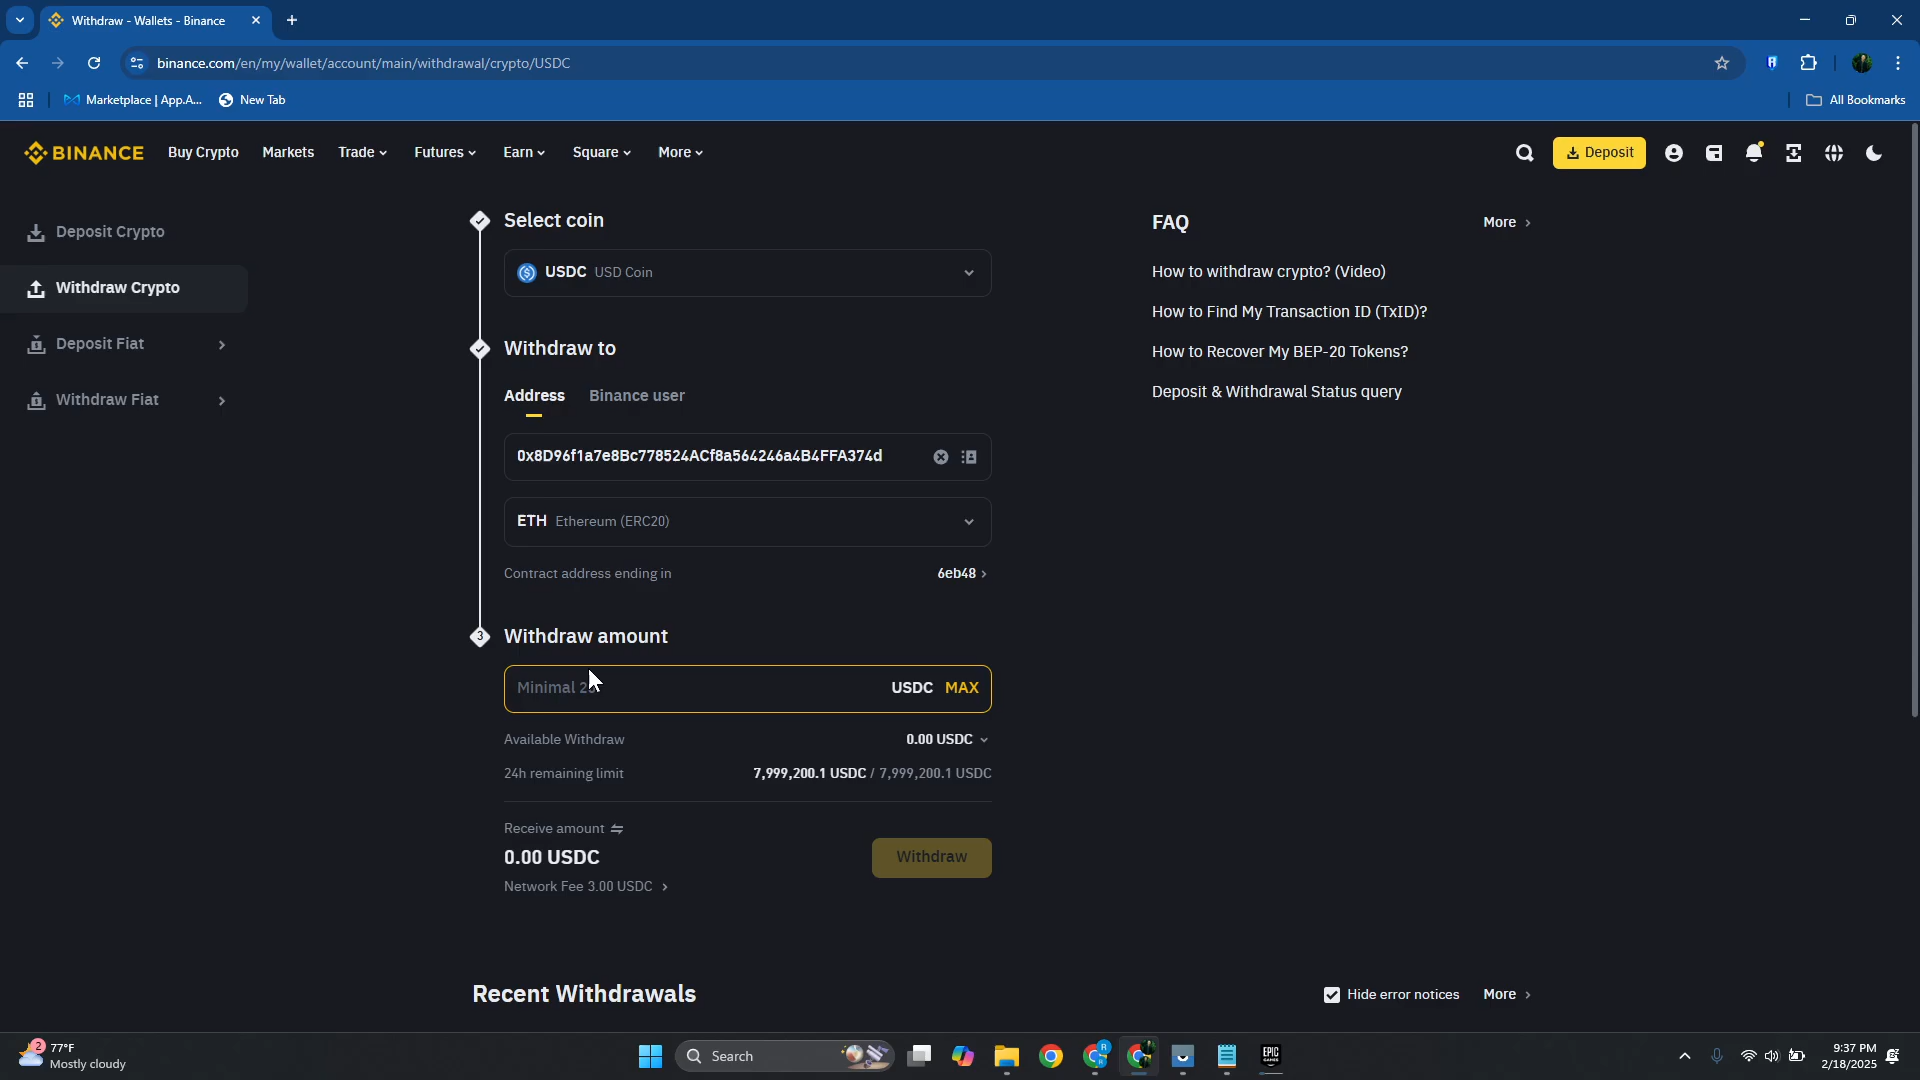 Withdraw - Wallets - Binance
binance.com/en/my/wallet/account/main/withdrawal/crypto/USDC
Marketplace | App.A...
New Tab
All Bookmarks
BINANCE
Buy Crypto
Markets
Trade
Futures
Earn
Square
More
Deposit
Deposit Crypto
Withdraw Crypto
Deposit Fiat
Withdraw Fiat
Select coin
USDC USD Coin
Withdraw to
Address
Binance user
0x8D96f1a7e8Bc778524ACf8a564246a4B4FFA374d
ETH Ethereum (ERC20)
Contract address ending in
6eb48
3
Withdraw amount
Minimal
USDC MAX
Available Withdraw
0.00 USDC
24h remaining limit
7,999,200.1 USDC / 7,999,200.1 USDC
Receive amount
0.00 USDC
Network Fee 3.00 USDC
Withdraw
FAQ
More
How to withdraw crypto? (Video)
How to Find My Transaction ID (TxID)?
How to Recover My BEP-20 Tokens?
Deposit & Withdrawal Status query
Recent Withdrawals
Hide error notices
More
2
77°F
Mostly cloudy
Search
R
EPIC
GAMES
9:37 PM
2/18/2025